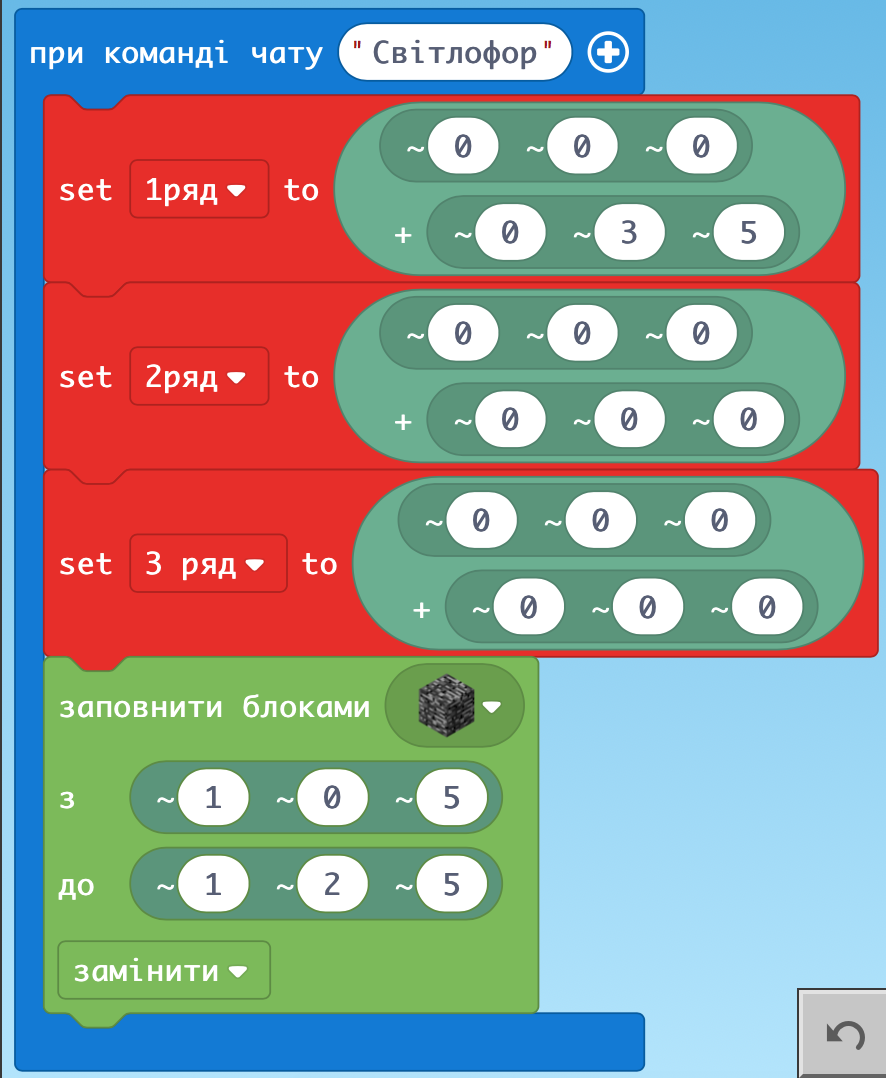 при команді чату "Світлофор"
~0 ~0 ~0
set 1ряд to
+ ~0 ~3 ~5
~0 ~0 ~0
set 2ряд to
+ ~0 ~0 ~0
~0 ~0 ~0
set 3 ряд to
+ ~0 ~0 ~0
заповнити блоками
з ~1 ~0 ~5
до ~1 ~2 ~5
замінити